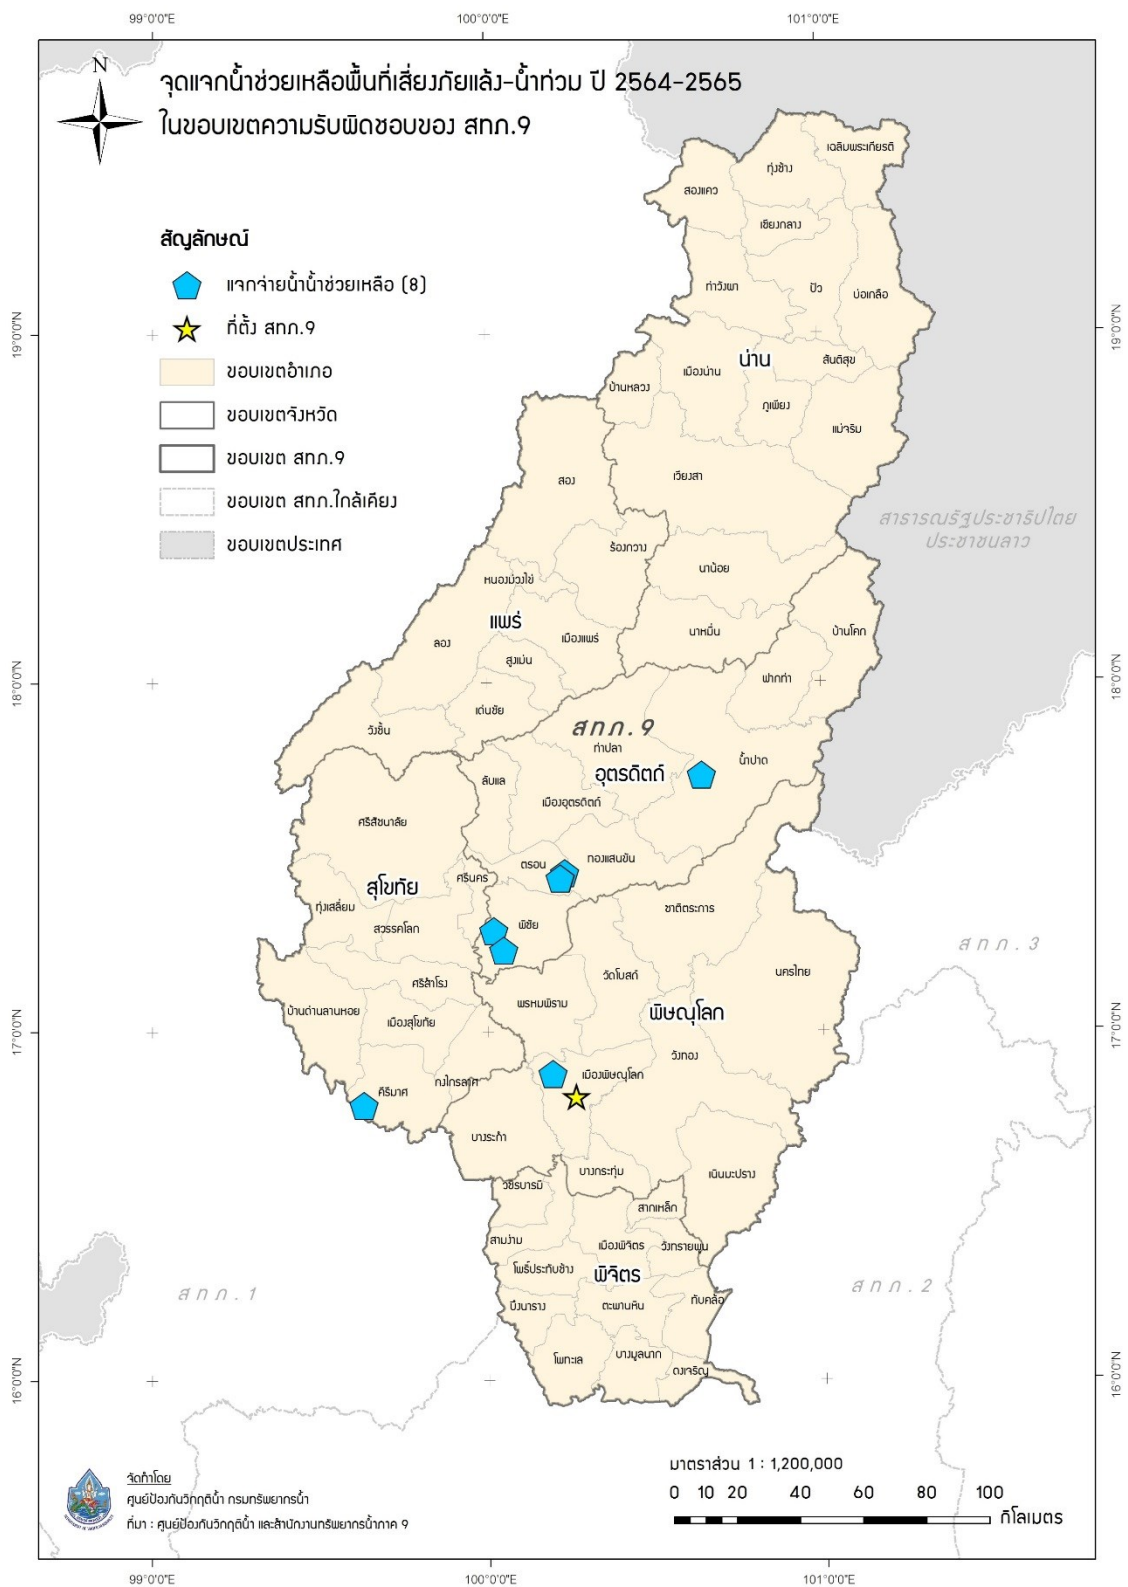 99°0'0"E
100°0'0"E
101°0'0"E
N
จุดแจกน้ำช่วยเหลือพื้นที่เสี่ยงภัยแล้ง-น้ำท่วม ปี 2564-2565
ในขอบเขตความรับผิดชอบของ สทภ.9
สัญลักษณ์
แจกจ่ายน้ำน้ำช่วยเหลือ (8)
ที่ตั้ง สทภ.9
ขอบเขตอำเภอ
ขอบเขตจังหวัด
ขอบเขต สทภ.9
ขอบเขต สทภ.ใกล้เคียง
ขอบเขตประเทศ
เฉลิมพระเกียรติ
ทุ่งช้าง
สองแคว
เชียงกลาง
ท่าวังผา
ปัว
บ่อเกลือ
19°0'0"N
19°0'0"N
น่าน
สันติสุข
เมืองน่าน
บ้านหลวง
ภูเพียง
แม่จริม
เวียงสา
สอง
สาธารณรัฐประชาธิปไตย
ประชาชนลาว
ร้องกวาง
นาน้อย
หนองม่วงไข่
แพร่
นาหมื่น
บ้านโคก
ลอง
เมืองแพร่
สูงเม่น
18°0'0"N
18°0'0"N
ฟากท่า
เด่นชัย
วังชิ้น
สทภ.9
ท่าปลา
น้ำปาด
อุตรดิตถ์
ลับแล
เมืองอุตรดิตถ์
ศรีสัชนาลัย
ตรอน
ทองแสนขัน
ศรีนคร
สุโขทัย
ทุ่งเสลี่ยม
ชาติตระการ
สวรรคโลก
พิชัย
สทภ.3
วัดโบสถ์
นครไทย
ศรีสำโรง
พรหมพิราม
บ้านด่านลานหอย
พิษณุโลก
เมืองสุโขทัย
17°0'0"N
17°0'0"N
วังทอง
เมืองพิษณุโลก
กงไกรลาศ
คีรีมาศ
บางระกำ
บางกระทุ่ม
เนินมะปราง
วชิรบารมี
สากเหล็ก
สามง่าม
เมืองพิจิตร
วังทรายพูน
โพธิ์ประทับช้าง
พิจิตร
สทภ.1
สทภ.2
บึงนาราง
ตะพานหิน
ทับคล้อ
โพทะเล
บางมูลนาก
ดงเจริญ
16°0'0"N
16°0'0"N
จัดทำโดย
ศูนย์ป้องกันวิกฤติน้ำ กรมทรัพยากรน้ำ
ที่มา : ศูนย์ป้องกันวิกฤติน้ำ และสำนักงานทรัพยากรน้ำภาค 9
มาตราส่วน 1 : 1,200,000
0 10 20 40 60 80 100
กิโลเมตร
99°0'0"E
100°0'0"E
101°0'0"E